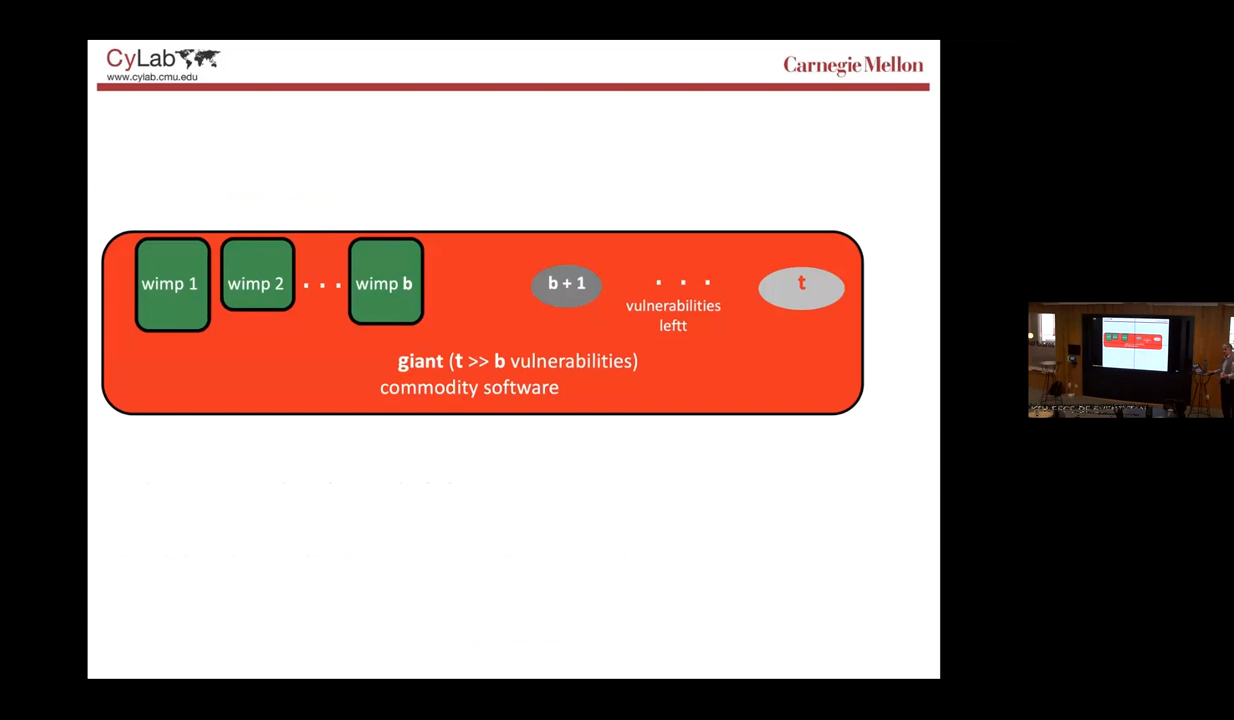 CyLab
www.cylab.cmu.edu
Carnegie Mellon
wimp 1
wimp 2
. . .
wimp b
b + 1
. . .
t
vulnerabilities
leftt
giant (t >> b vulnerabilities)
commodity software